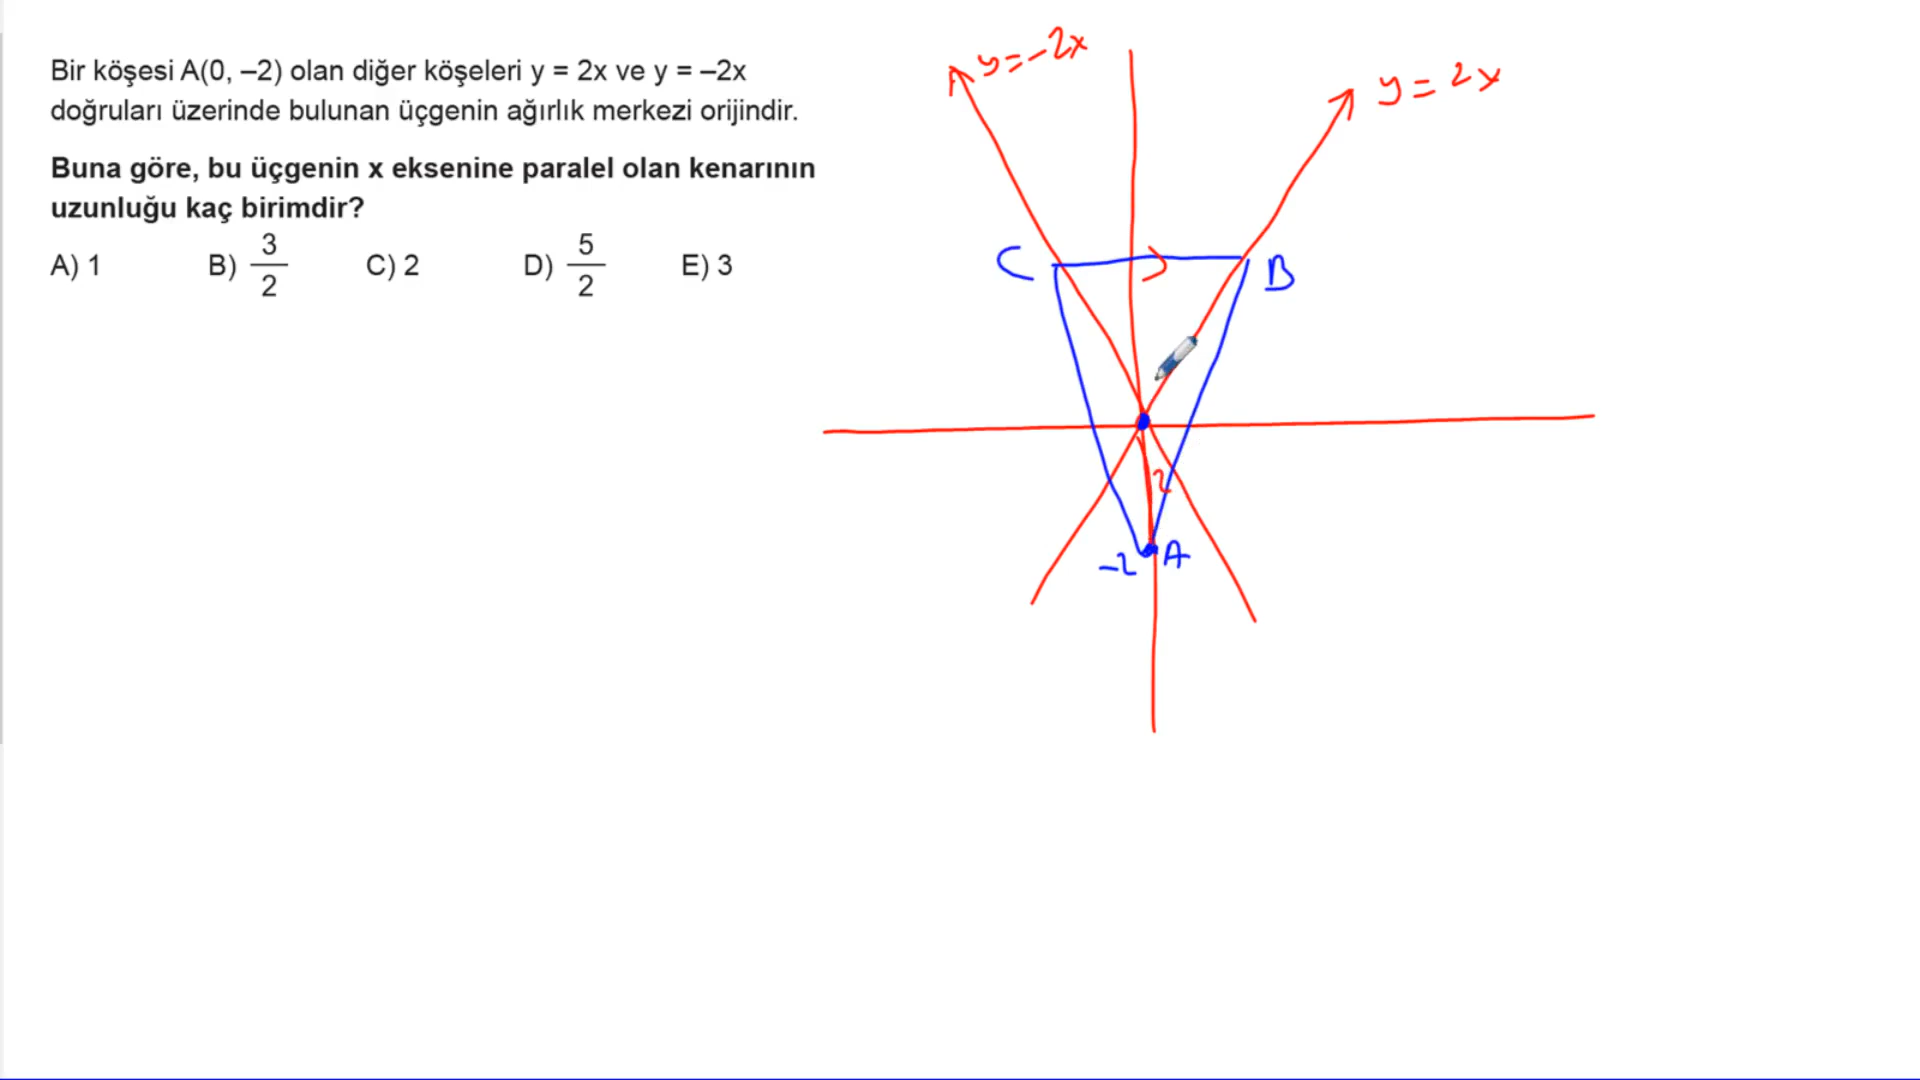 Bir köşesi A(0, –2) olan diğer köşeleri y = 2x ve y = –2x
doğruları üzerinde bulunan üçgenin ağırlık merkezi orijindir.
Buna göre, bu üçgenin x eksenine paralel olan kenarının
uzunluğu kaç birimdir?
A) 1 B) 3/2 C) 2 D) 5/2 E) 3
y=-2x
y = 2x
C
B
2
-2 A